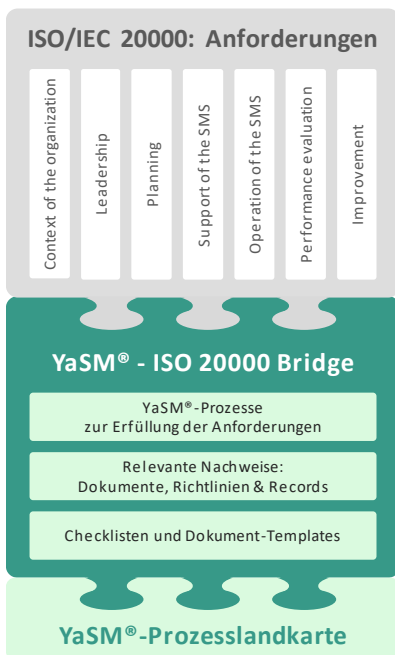 ISO/IEC 20000: Anforderungen
Context of the organization
Leadership
Planning
Support of the SMS
Operation of the SMS
Performance evaluation
Improvement
YaSM® - ISO 20000 Bridge
YaSM®-Prozesse
zur Erfüllung der Anforderungen
Relevante Nachweise:
Dokumente, Richtlinien & Records
Checklisten und Dokument-Templates
YaSM®-Prozesslandkarte